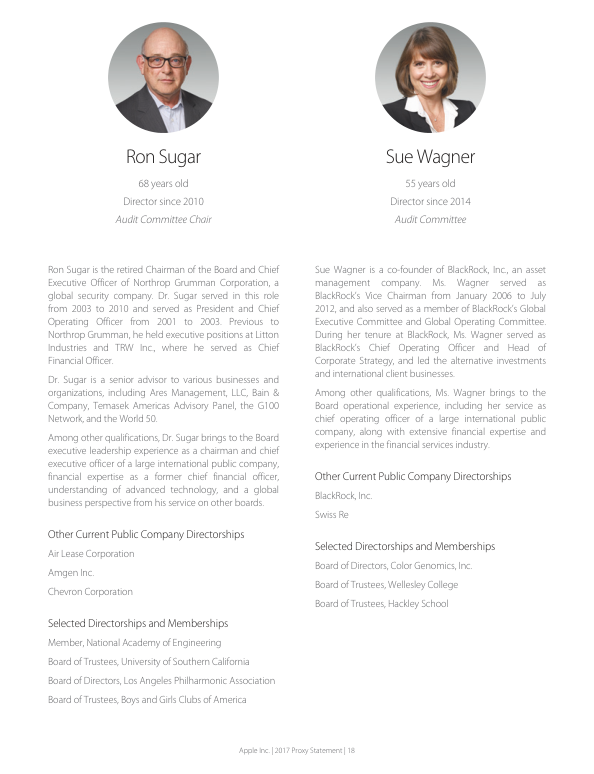 Ron Sugar
68 years old
Director since 2010
Audit Committee Chair
Ron Sugar is the retired Chairman of the Board and Chief
Executive Officer of Northrop Grumman Corporation, a
global security company. Dr. Sugar served in this role
from 2003 to 2010 and served as President and Chief
Operating Officer from 2001 to 2003. Previous to
Northrop Grumman, he held executive positions at Litton
Industries and TRW Inc., where he served as Chief
Financial Officer.
Dr. Sugar is a senior advisor to various businesses and
organizations, including Ares Management, LLC, Bain &
Company, Temasek Americas Advisory Panel, the G100
Network, and the World 50.
Among other qualifications, Dr. Sugar brings to the Board
executive leadership experience as a chairman and chief
executive officer of a large international public company,
financial expertise as a former chief financial officer,
understanding of advanced technology, and a global
business perspective from his service on other boards.
Other Current Public Company Directorships
Air Lease Corporation
Amgen Inc.
Chevron Corporation
Selected Directorships and Memberships
Member, National Academy of Engineering
Board of Trustees, University of Southern California
Board of Directors, Los Angeles Philharmonic Association
Board of Trustees, Boys and Girls Clubs of America
Sue Wagner
55 years old
Director since 2014
Audit Committee
Sue Wagner is a co-founder of BlackRock, Inc., an asset
management company. Ms. Wagner served as
BlackRock's Vice Chairman from January 2006 to July
2012, and also served as a member of BlackRock's Global
Executive Committee and Global Operating Committee.
During her tenure at BlackRock, Ms. Wagner served as
BlackRock's Chief Operating Officer and Head of
Corporate Strategy, and led the alternative investments
and international client businesses.
Among other qualifications, Ms. Wagner brings to the
Board operational experience, including her service as
chief operating officer of a large international public
company, along with extensive financial expertise and
experience in the financial services industry.
Other Current Public Company Directorships
BlackRock, Inc.
Swiss Re
Selected Directorships and Memberships
Board of Directors, Color Genomics, Inc.
Board of Trustees, Wellesley College
Board of Trustees, Hackley School
Apple Inc. | 2017 Proxy Statement | 18